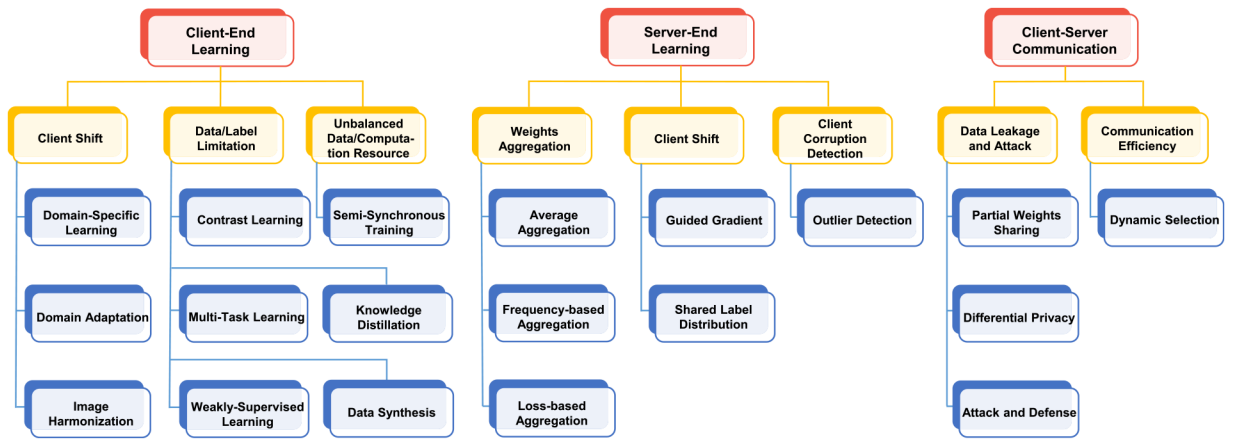 Client-End
Learning
Server-End
Learning
Client-Server
Communication
Client Shift
Data/Label
Limitation
Unbalanced
Data/Computa-
tion Resource
Weights
Aggregation
Client Shift
Client
Corruption
Detection
Data Leakage
and Attack
Communication
Efficiency
Domain-Specific
Learning
Contrast Learning
Semi-Synchronous
Training
Average
Aggregation
Guided Gradient
Outlier Detection
Partial Weights
Sharing
Dynamic Selection
Domain Adaptation
Multi-Task Learning
Knowledge
Distillation
Frequency-based
Aggregation
Shared Label
Distribution
Differential Privacy
Image
Harmonization
Weakly-Supervised
Learning
Data Synthesis
Loss-based
Aggregation
Attack and Defense